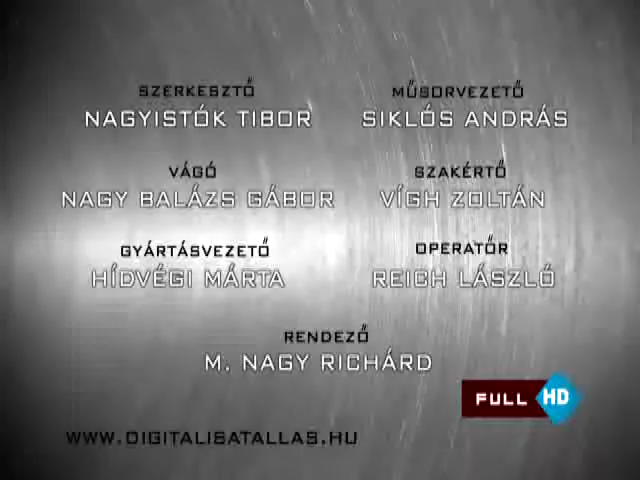 SZERKESZTŐ
NAGYISTÓK TIBOR
MŰSORVEZETŐ
SIKLÓS ANDRÁS
VÁGÓ
NAGY BALÁZS GÁBOR
SZAKÉRTŐ
VÍGH ZOLTÁN
GYÁRTÁSVEZETŐ
HÍDVÉGI MÁRTA
OPERATŐR
REICH LÁSZLÓ
RENDEZŐ
M. NAGY RICHÁRD
FULL HD
WWW.DIGITALISATALLAS.HU